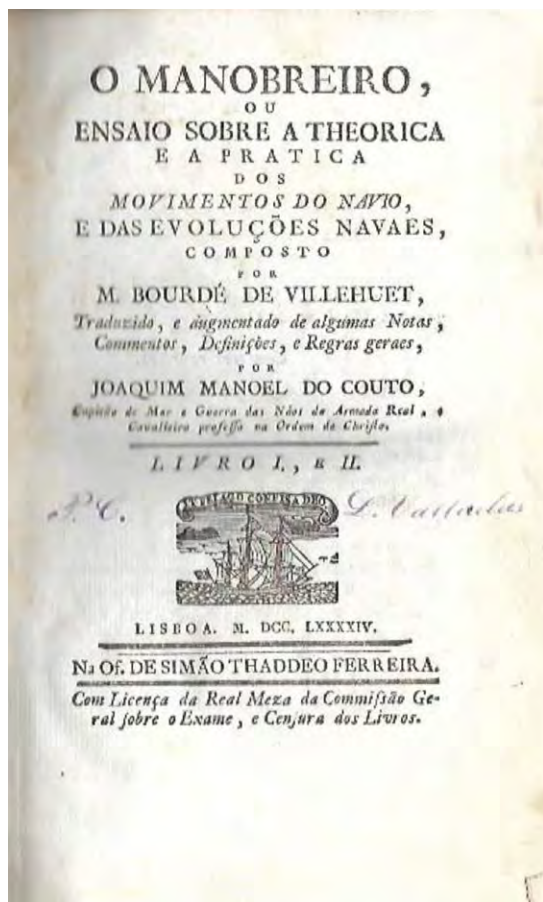 O MANOBREIRO,
OU
ENSAIO SOBRE A THEORICA
E A PRATICA
DOS
MOVIMENTOS DO NAVIO,
E DAS EVOLUÇÕES NAVAES,
COMPOSTO
POR
M. BOURDÉ DE VILLEHUET,
Traduzido, e augmentado de algumas Notas,
Commentos, Definições, e Regras geraes,
POR
JOAQUIM MANOEL DO COUTO,
Capitão de Mar e Guerra das Náos da Armada Real, e
Cavalleiro professo na Ordem de Christo.
LIVRO I., E II.
CONFISA DEO
P. C.
LISBOA. M. DCC. LXXXXIV.
Na Of. DE SIMÃO THADDEO FERREIRA.
Com Licença da Real Meza da Commiſsão Ge-
ral ſobre o Exame, e Cenſura dos Livros.